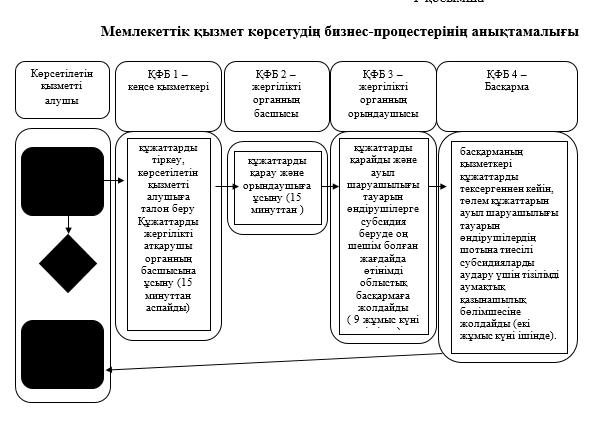 Мемлекеттік қызмет көрсетудің бизнес-процестерінің анықтамалығы
Көрсетілетін
қызметті
алушы
ҚФБ 1 –
кеңсе қызметкері
ҚФБ 2 –
жергілікті
органның
басшысы
ҚФБ 3 –
жергілікті
органның
орындаушысы
ҚФБ 4 –
Басқарма
құжаттарды
тіркеу,
көрсетілетін
қызметті
алушыға
талон беру
Құжаттарды
жергілікті
атқарушы
органның
басшысына
ұсыну (15
минуттан
аспайды)
құжаттарды
қарау және
орындаушыға
ұсыну (15
минуттан )
құжаттарды
қарайды және
ауыл
шаруашылығы
тауарын
өндірушілерге
субсидия
беруде оң
шешім болған
жағдайда
өтінімді
облыстық
басқармаға
жолдайды
( 9 жұмыс күні
басқарманың
қызметкері
құжаттарды
тексергеннен кейін,
төлем құжаттарын
ауыл шаруашылығы
тауарын
өндірушілердің
шотына тиесілі
субсидияларды
аудару үшін тізілімді
аумақтық
қазынашылық
бөлімшесіне
жолдайды (екі
жұмыс күні ішінде).